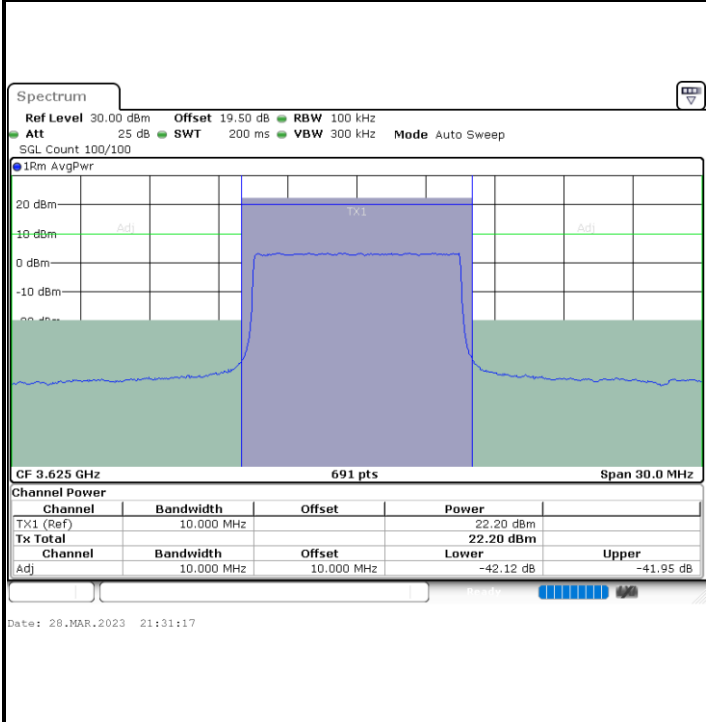 Spectrum
Ref Level 30.00 dBm Offset 19.50 dB RBW 100 kHz
Att 25 dB SWT 200 ms VBW 300 kHz Mode Auto Sweep
SGL Count 100/100
1Rm AvgPwr
20 dBm
TX1
Adj
Adj
10 dBm
0 dBm
-10 dBm
CF 3.625 GHz 691 pts Span 30.0 MHz
Channel Power
Channel Bandwidth Offset Power
TX1 (Ref) 10.000 MHz 22.20 dBm
Tx Total 22.20 dBm
Channel Bandwidth Offset Lower Upper
Adj 10.000 MHz 10.000 MHz -42.12 dB -41.95 dB
Ready
Date: 28.MAR.2023 21:31:17